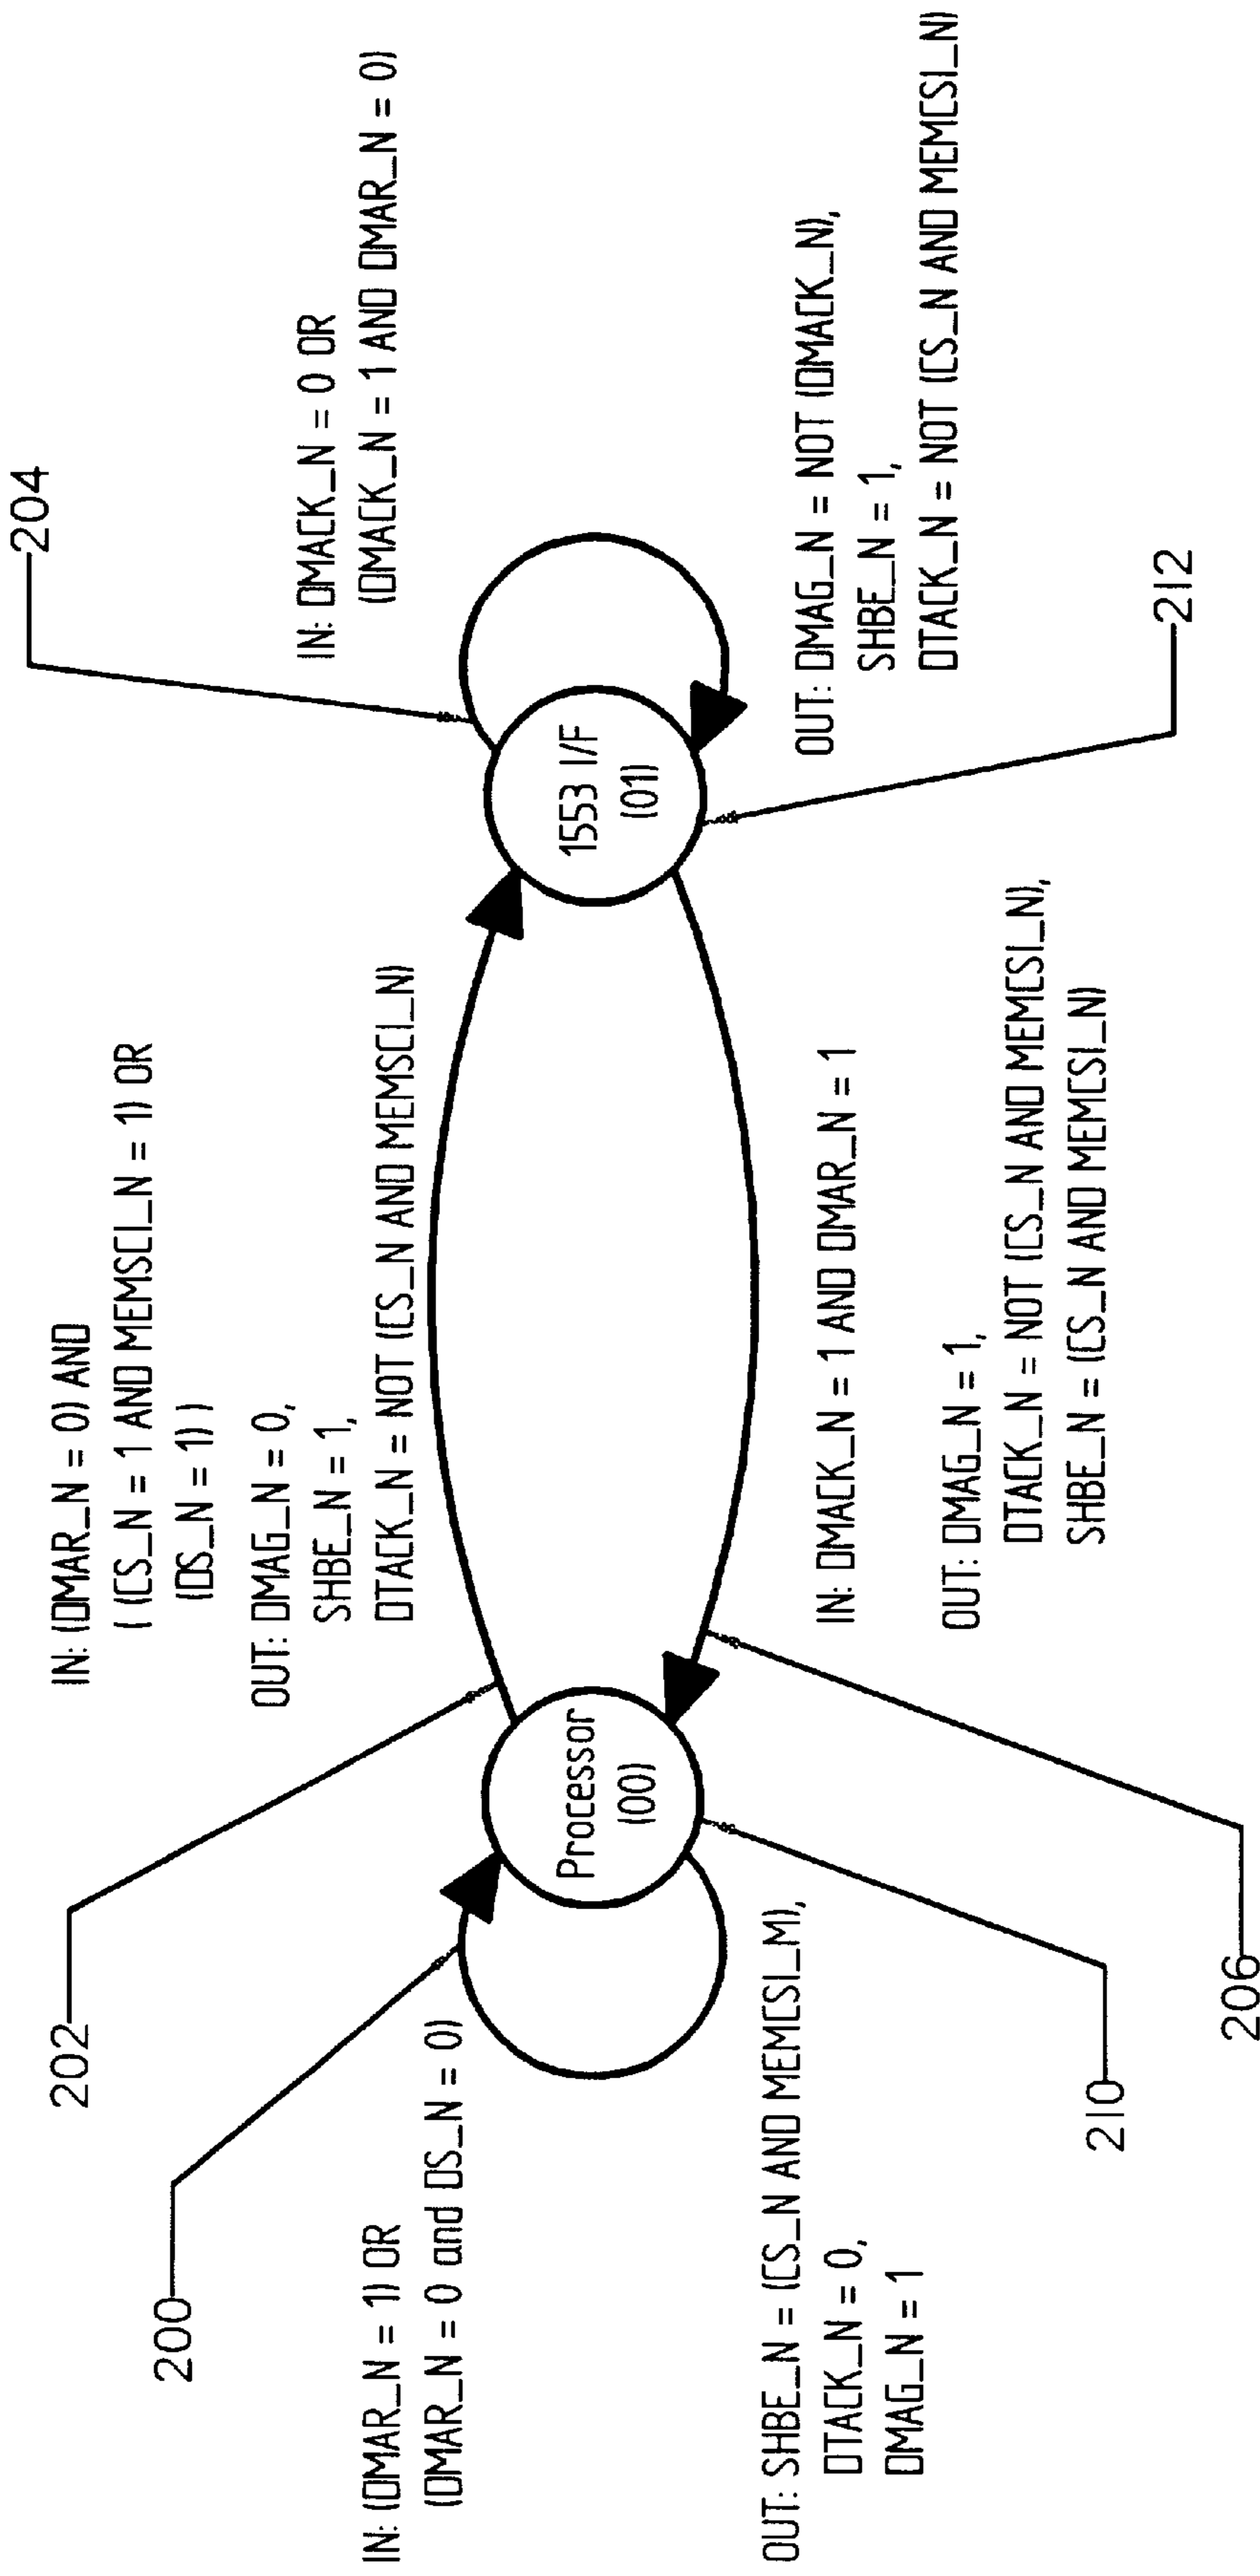 202
IN: (DMAR_N = 0) AND
( (CS_N = 1 AND MEMSCI_N = 1) OR
(DS_N = 1) )
OUT: DMAG_N = 0,
SHBE_N = 1,
DTACK_N = NOT (CS_N AND MEMSCI_N)
204
IN: DMACK_N = 0 OR
(DMACK_N = 1 AND DMAR_N = 0)
200
IN: (DMAR_N = 1) OR
(DMAR_N = 0 and DS_N = 0)
Processor
(00)
1553 I/F
(01)
OUT: SHBE_N = (CS_N AND MEMCSI_M),
DTACK_N = 0,
DMAG_N = 1
IN: DMACK_N = 1 AND DMAR_N = 1
OUT: DMAG_N = 1,
DTACK_N = NOT (CS_N AND MEMCSI_N),
SHBE_N = (CS_N AND MEMCSI_N)
OUT: DMAG_N = NOT (DMACK_N),
SHBE_N = 1,
DTACK_N = NOT (CS_N AND MEMCSI_N)
210
206
212